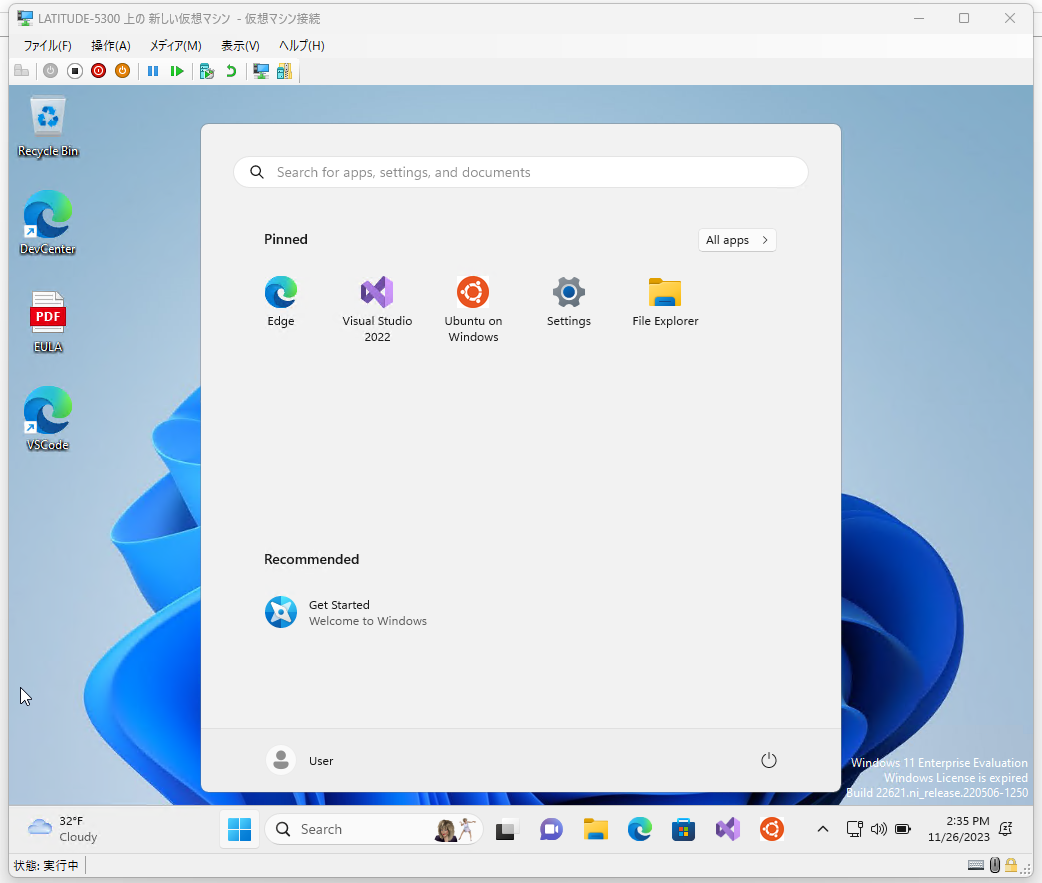 LATITUDE-5300 上の 新しい仮想マシン - 仮想マシン接続
ファイル(F) 操作(A) メディア(M) 表示(V) ヘルプ(H)
Recycle Bin
DevCenter
PDF
EULA
VSCode
Search for apps, settings, and documents
Pinned
All apps
Edge
Visual Studio
2022
Ubuntu on
Windows
Settings
File Explorer
Recommended
Get Started
Welcome to Windows
User
Windows 11 Enterprise Evaluation
Windows License is expired
Build 22621.ni_release.220506-1250
32°F
Cloudy
Search
2:35 PM
11/26/2023
状態: 実行中